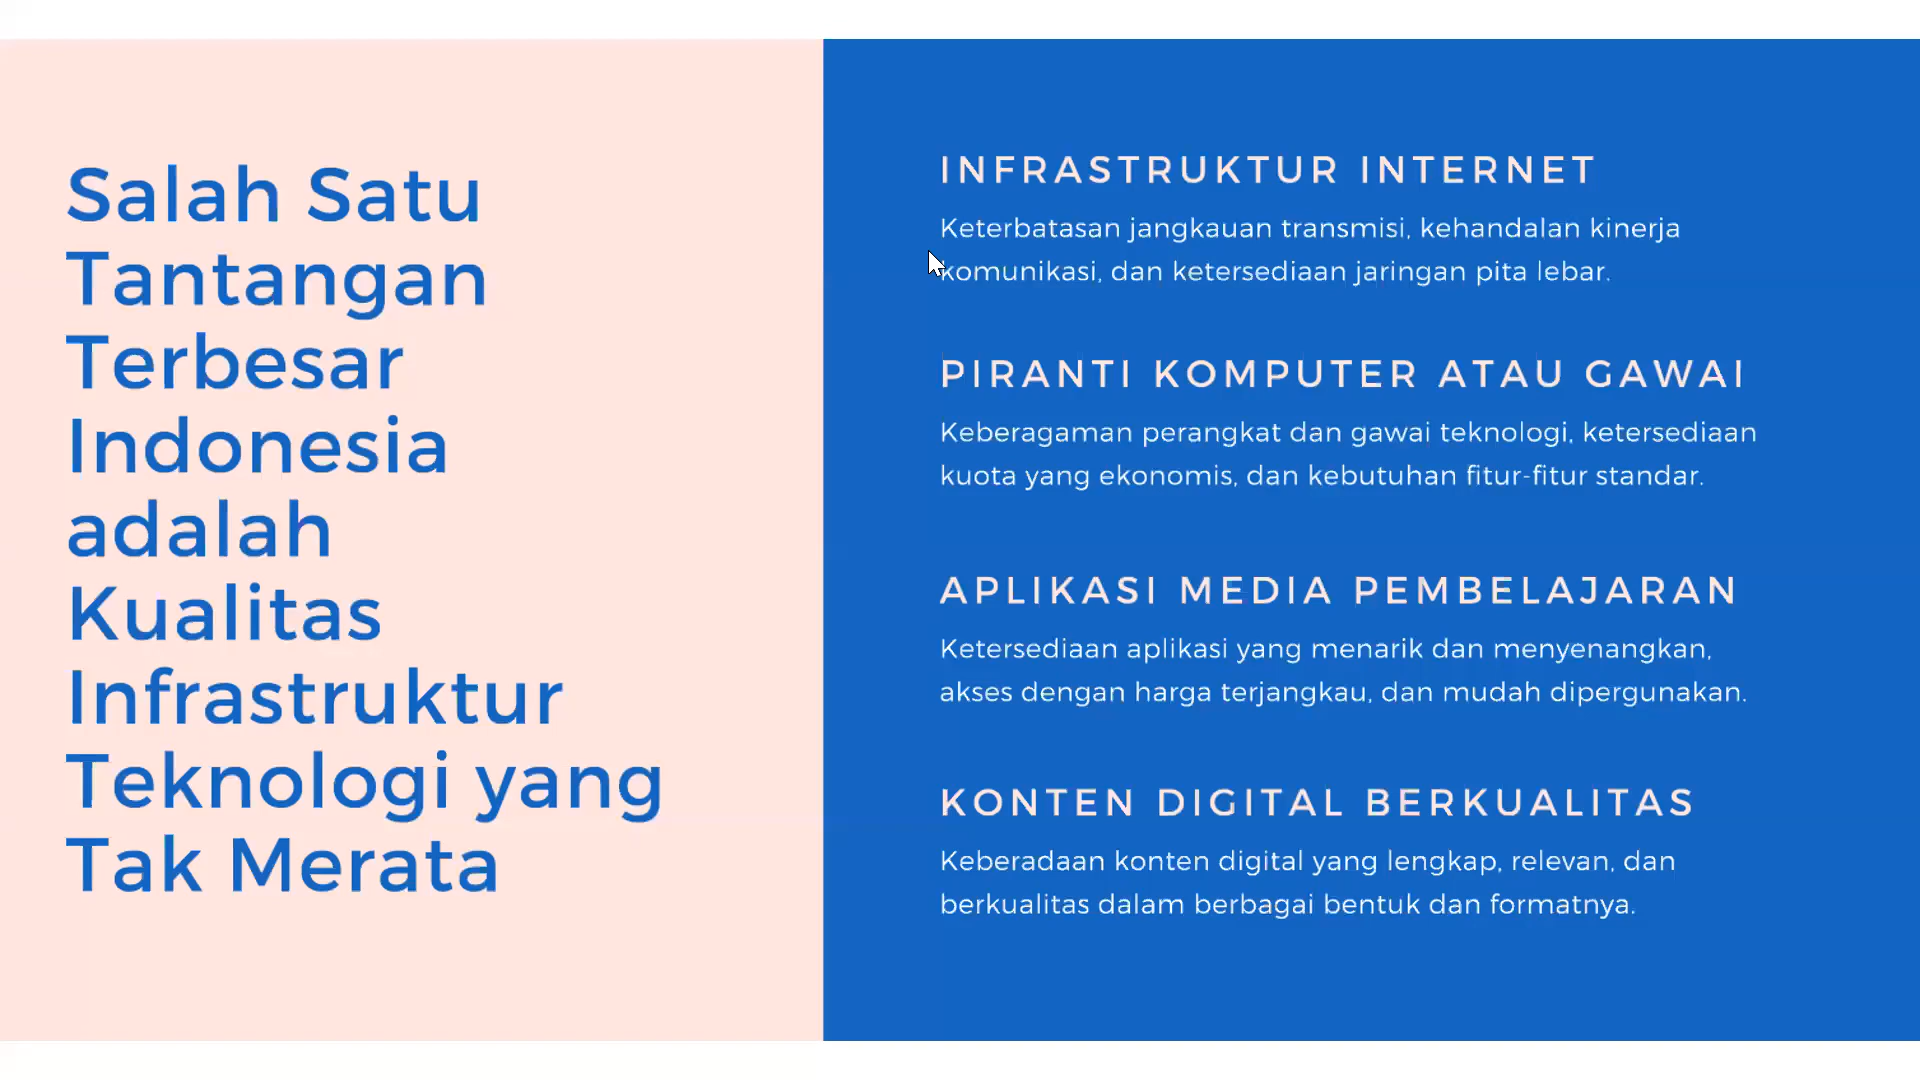 Salah Satu
Tantangan
Terbesar
Indonesia
adalah
Kualitas
Infrastruktur
Teknologi yang
Tak Merata
INFRASTRUKTUR INTERNET
Keterbatasan jangkauan transmisi, kehandalan kinerja
komunikasi, dan ketersediaan jaringan pita lebar.
PIRANTI KOMPUTER ATAU GAWAI
Keberagaman perangkat dan gawai teknologi, ketersediaan
kuota yang ekonomis, dan kebutuhan fitur-fitur standar.
APLIKASI MEDIA PEMBELAJARAN
Ketersediaan aplikasi yang menarik dan menyenangkan,
akses dengan harga terjangkau, dan mudah dipergunakan.
KONTEN DIGITAL BERKUALITAS
Keberadaan konten digital yang lengkap, relevan, dan
berkualitas dalam berbagai bentuk dan formatnya.